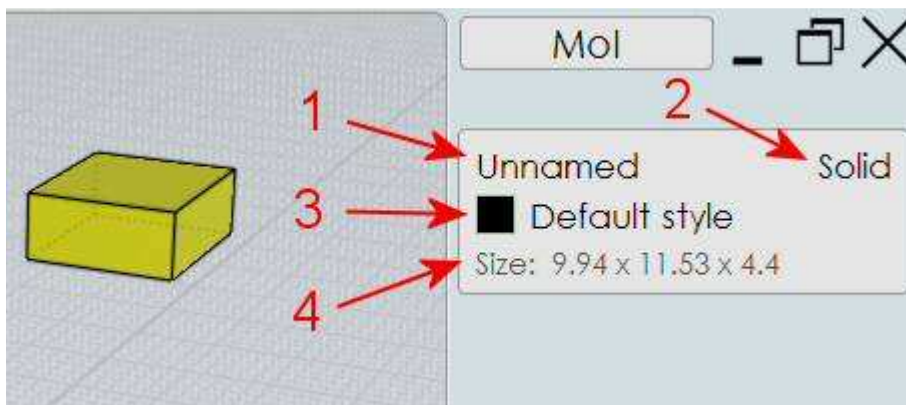 MoI
1
2
Unnamed Solid
3
Default style
Size: 9.94 x 11.53 x 4.4
4